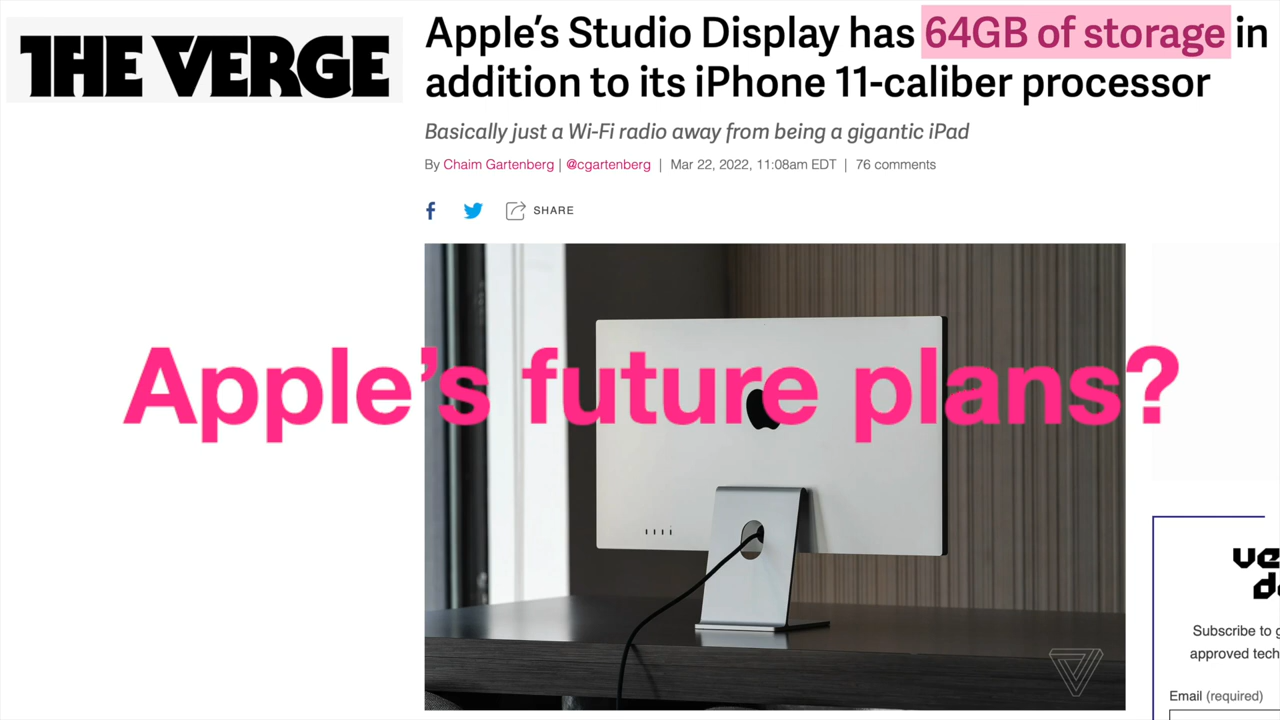 THE VERGE
Apple’s Studio Display has 64GB of storage in
addition to its iPhone 11-caliber processor
Basically just a Wi-Fi radio away from being a gigantic iPad
By Chaim Gartenberg | @cgartenberg | Mar 22, 2022, 11:08am EDT | 76 comments
SHARE
Apple’s future plans?
Subscribe to
approved tech
Email (required)